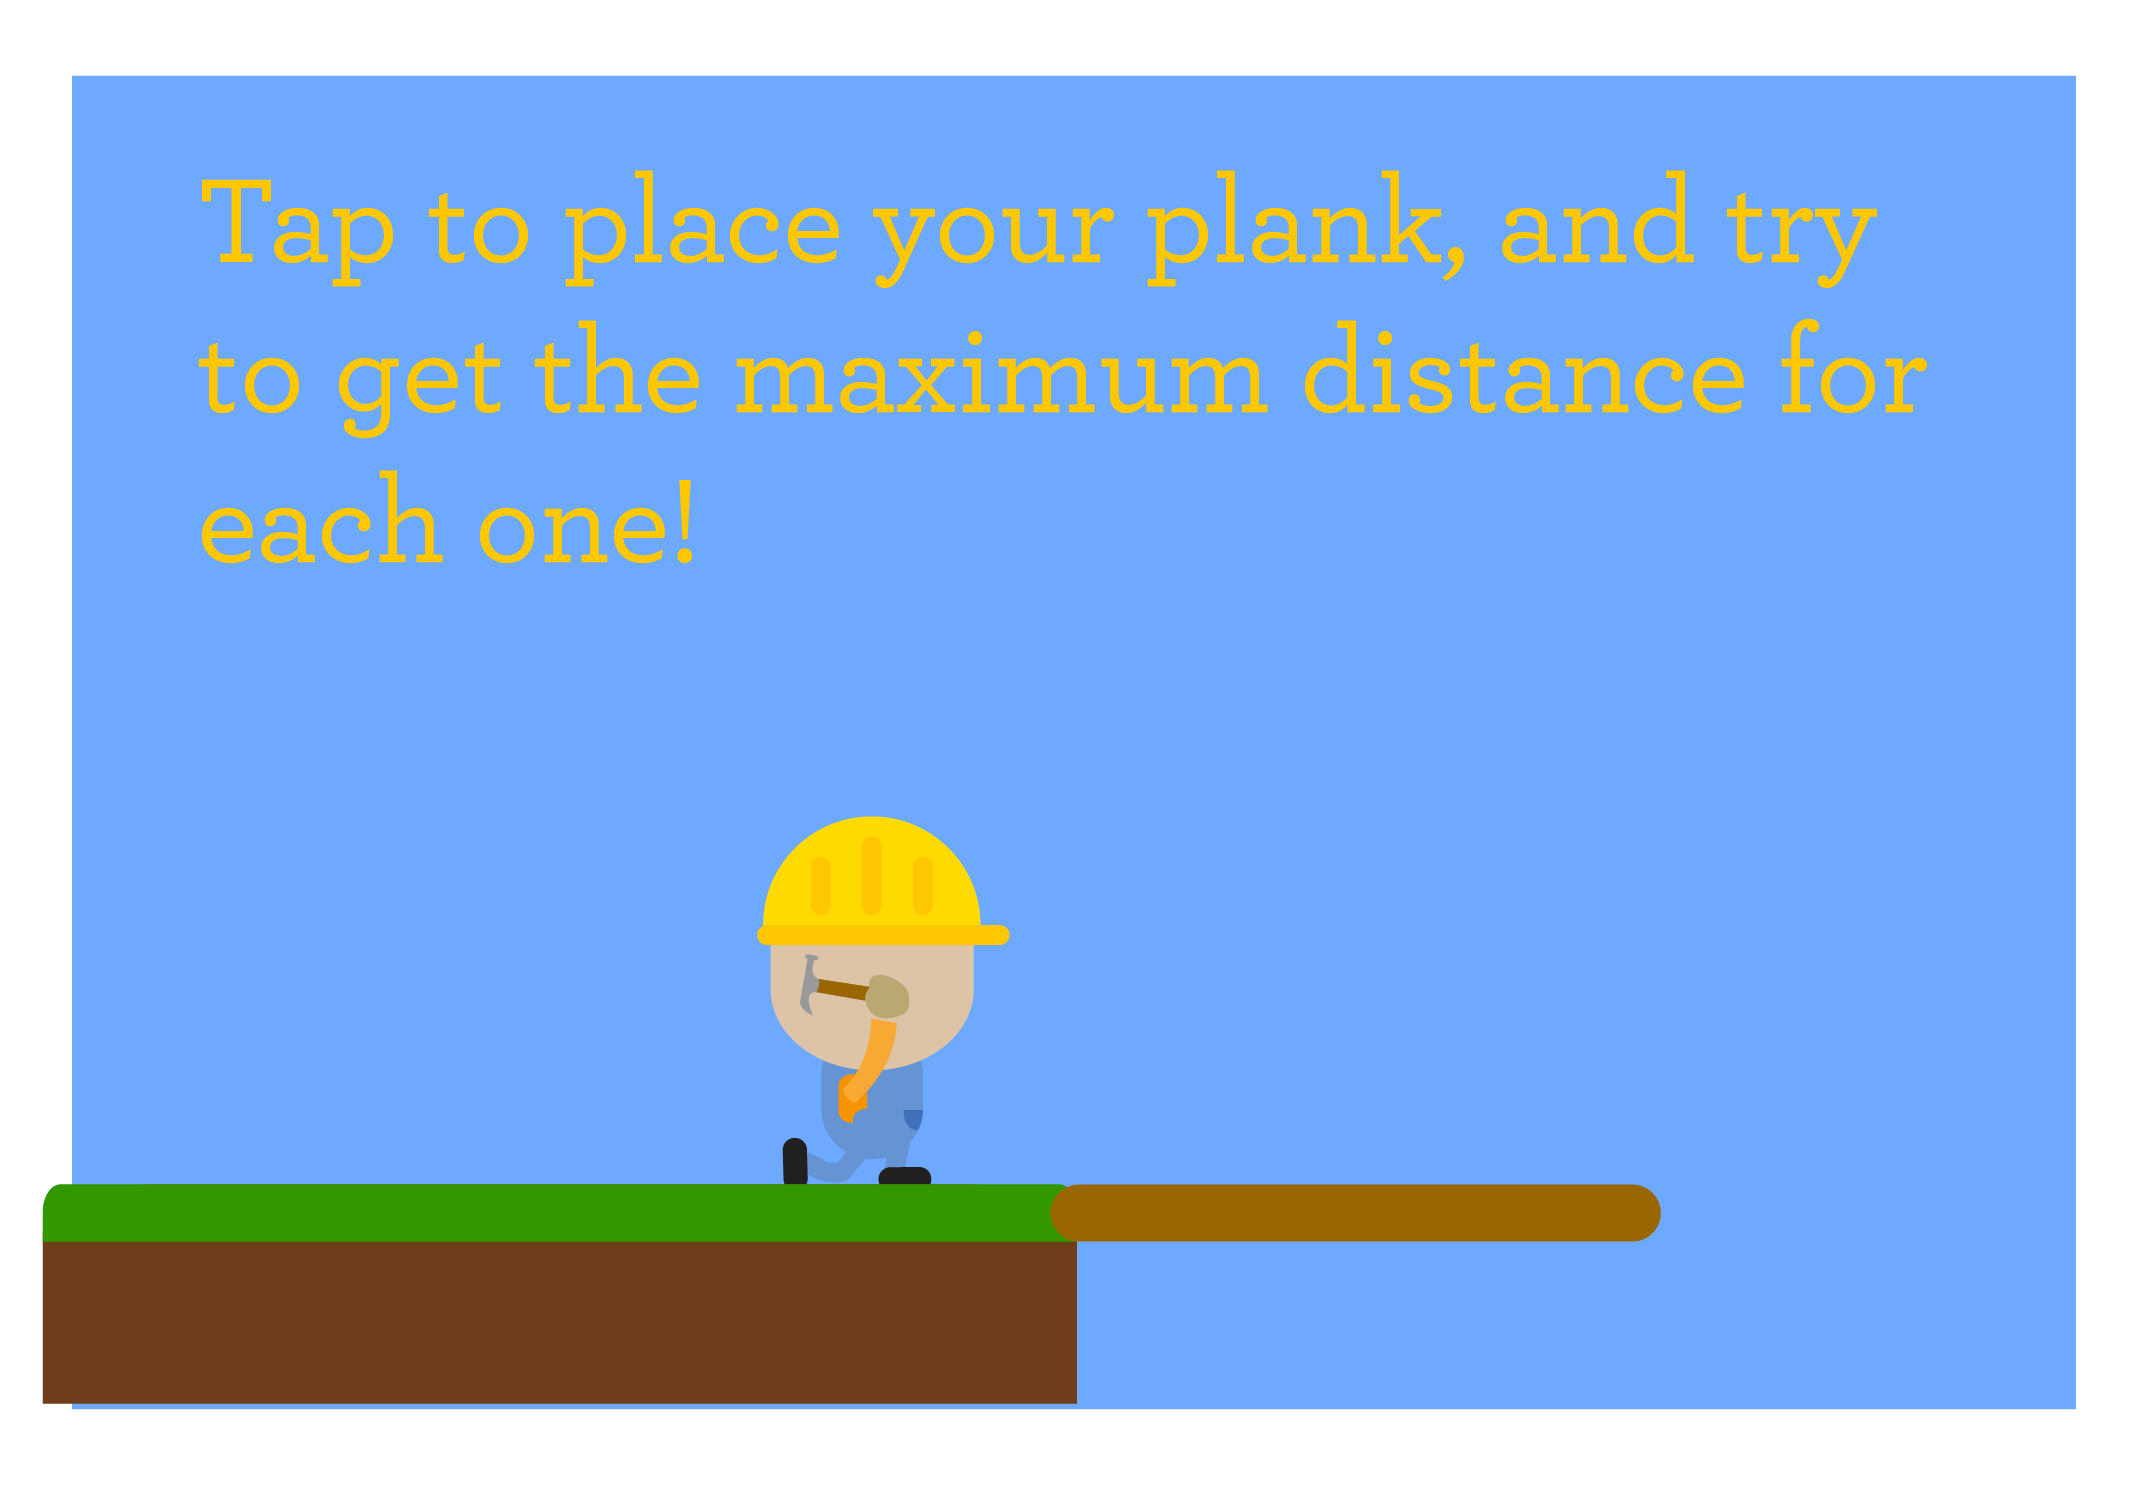 Tap to place your plank, and try
to get the maximum distance for
each one!